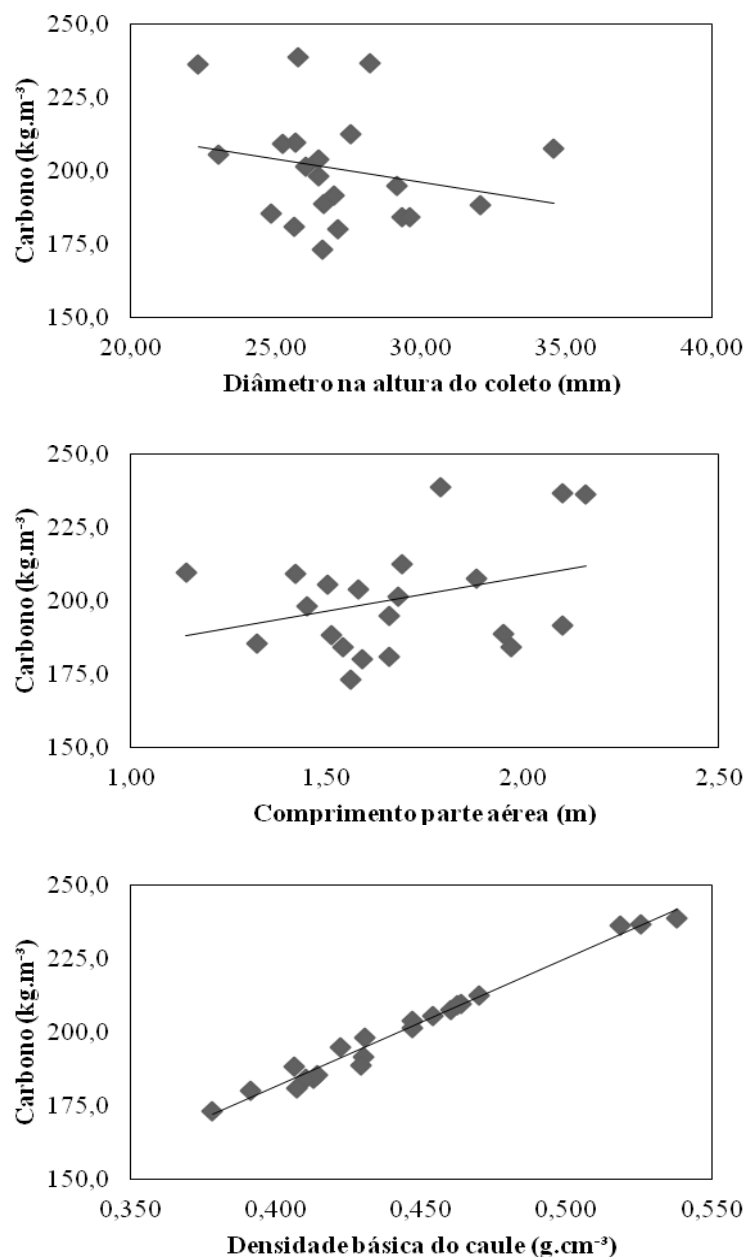 250,0
225,0
200,0
175,0
150,0
Carbono (kg.m⁻³)
20,00 25,00 30,00 35,00 40,00
Diâmetro na altura do coleto (mm)
250,0
225,0
200,0
175,0
150,0
Carbono (kg.m⁻³)
1,00 1,50 2,00 2,50
Comprimento parte aérea (m)
250,0
225,0
200,0
175,0
150,0
Carbono (kg.m⁻³)
0,350 0,400 0,450 0,500 0,550
Densidade básica do caule (g.cm⁻³)